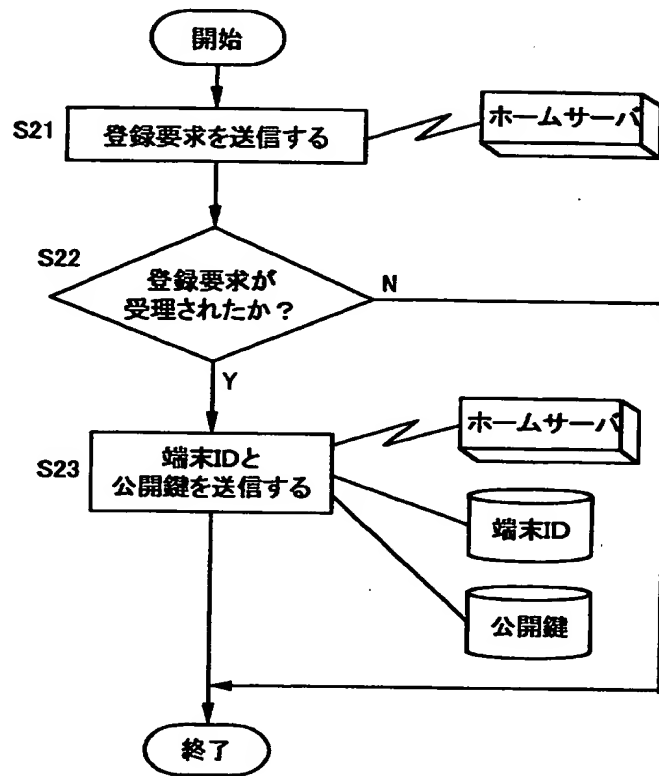 開始
S21
登録要求を送信する
ホームサーバ
S22
登録要求が
受理されたか？
N
Y
S23
端末IDと
公開鍵を送信する
ホームサーバ
端末ID
公開鍵
終了